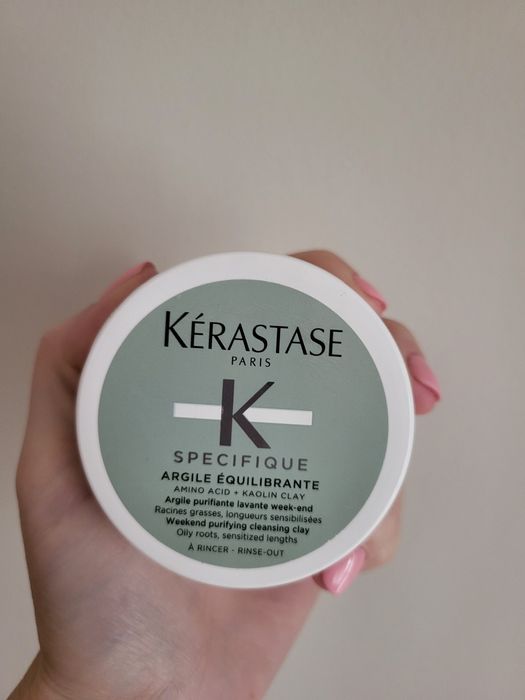 KÉRASTASE
PARIS
K
SPECIFIQUE
ARGILE ÉQUILIBRANTE
AMINO ACID + KAOLIN CLAY
Argile purifiante lavante week-end
Racines grasses, longueurs sensibilisées
Weekend purifying cleansing clay
Oily roots, sensitized lengths
À RINCER - RINSE-OUT